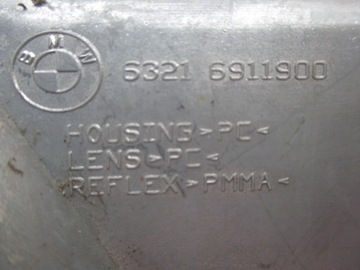 BMW
6321 6911900
HOUSING>PC<
LENS>PC<
REFLEX>PMMA<